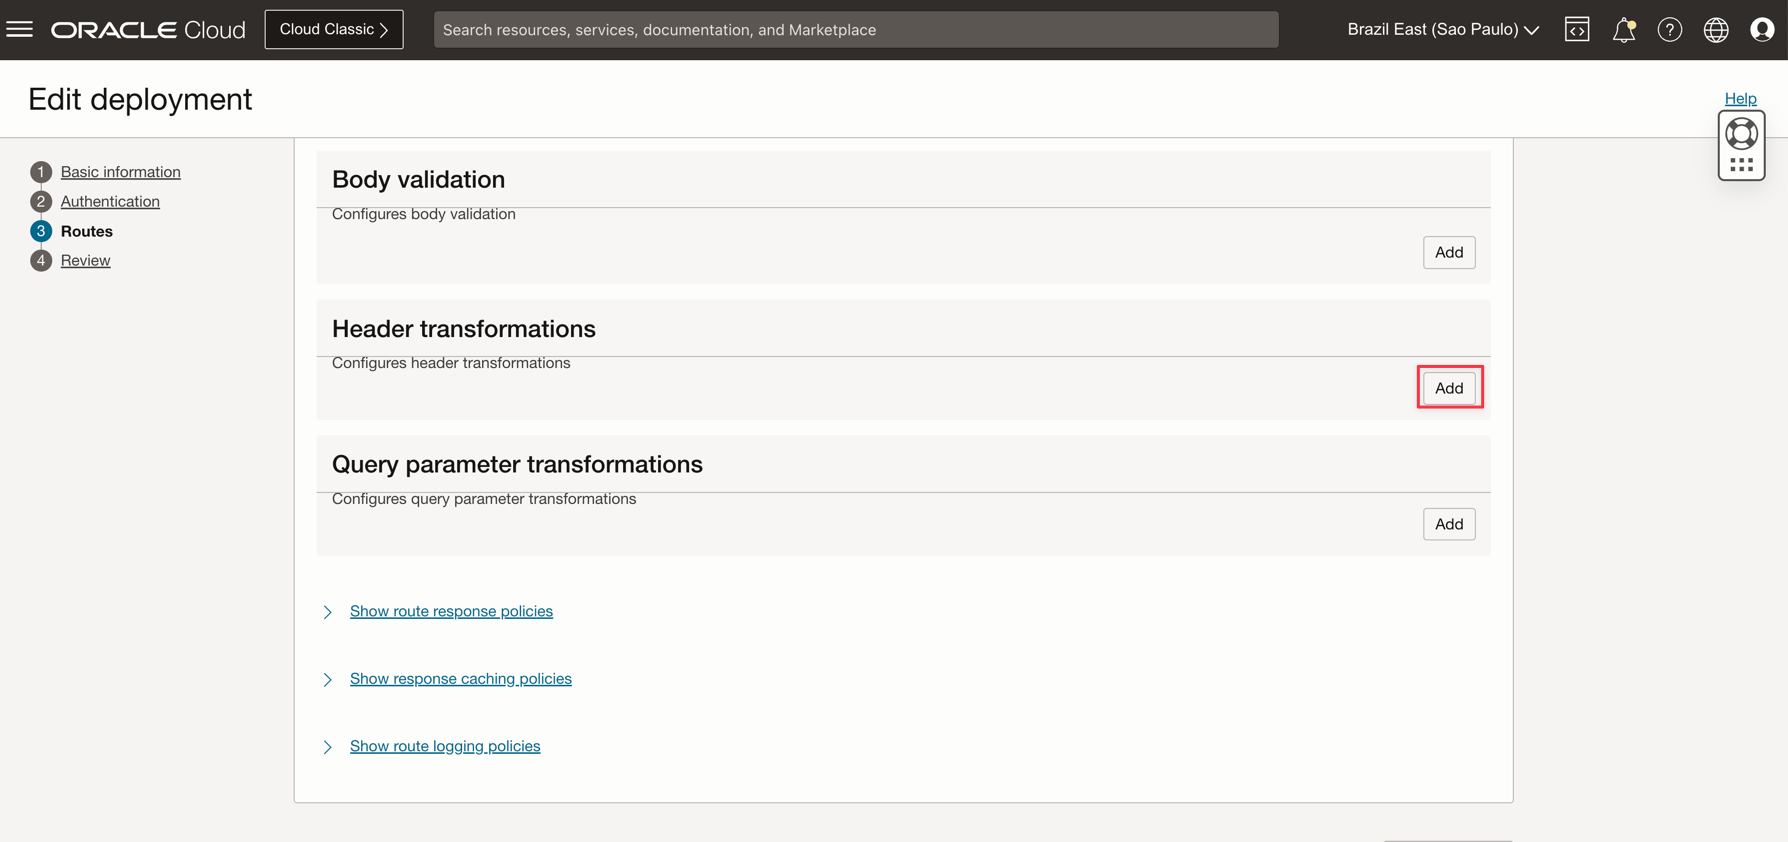 ORACLE Cloud
Cloud Classic
Search resources, services, documentation, and Marketplace
Brazil East (Sao Paulo)
Edit deployment
Help
1 Basic information
2 Authentication
3 Routes
4 Review
Body validation
Configures body validation
Add
Header transformations
Configures header transformations
Add
Query parameter transformations
Configures query parameter transformations
Add
Show route response policies
Show response caching policies
Show route logging policies